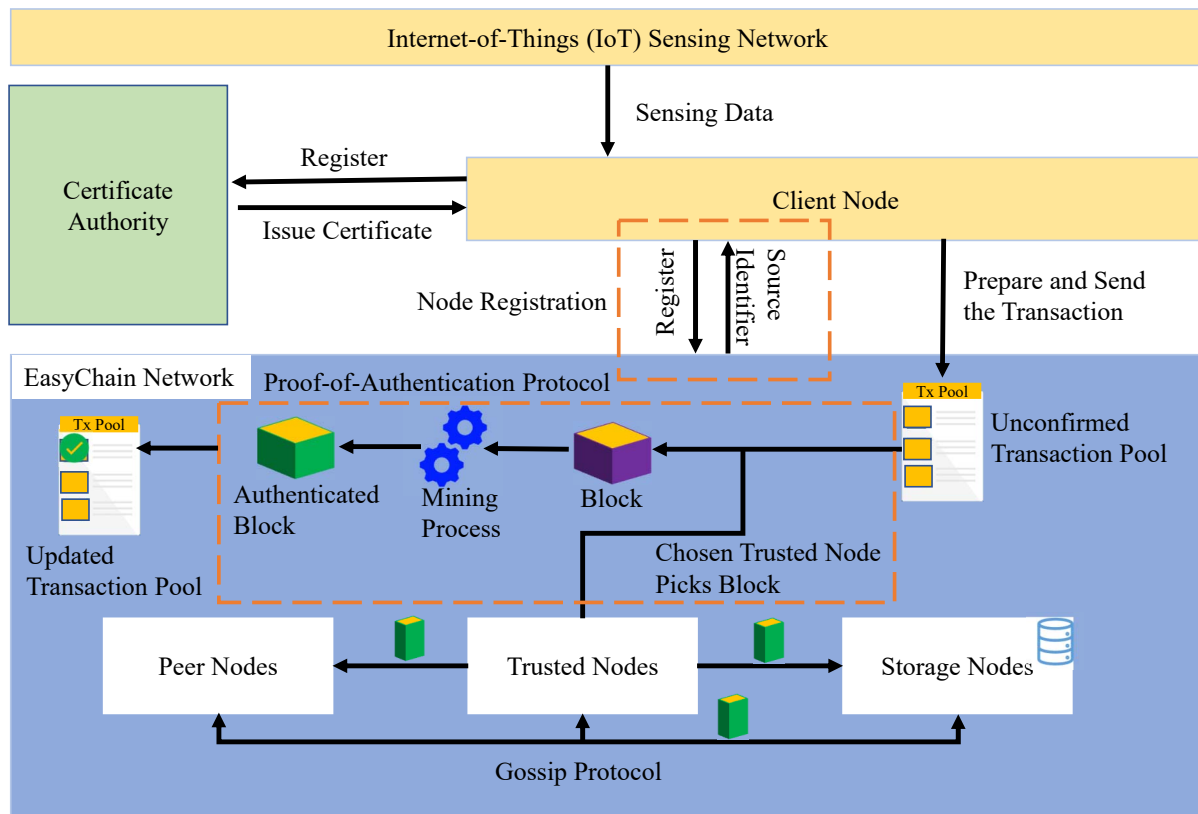 Internet-of-Things (IoT) Sensing Network
Sensing Data
Certificate
Authority
Register
Issue Certificate
Client Node
Node Registration
Register
Source
Identifier
Prepare and Send
the Transaction
EasyChain Network
Proof-of-Authentication Protocol
Tx Pool
Updated
Transaction Pool
Authenticated
Block
Mining
Process
Block
Tx Pool
Unconfirmed
Transaction Pool
Chosen Trusted Node
Picks Block
Peer Nodes
Trusted Nodes
Storage Nodes
Gossip Protocol